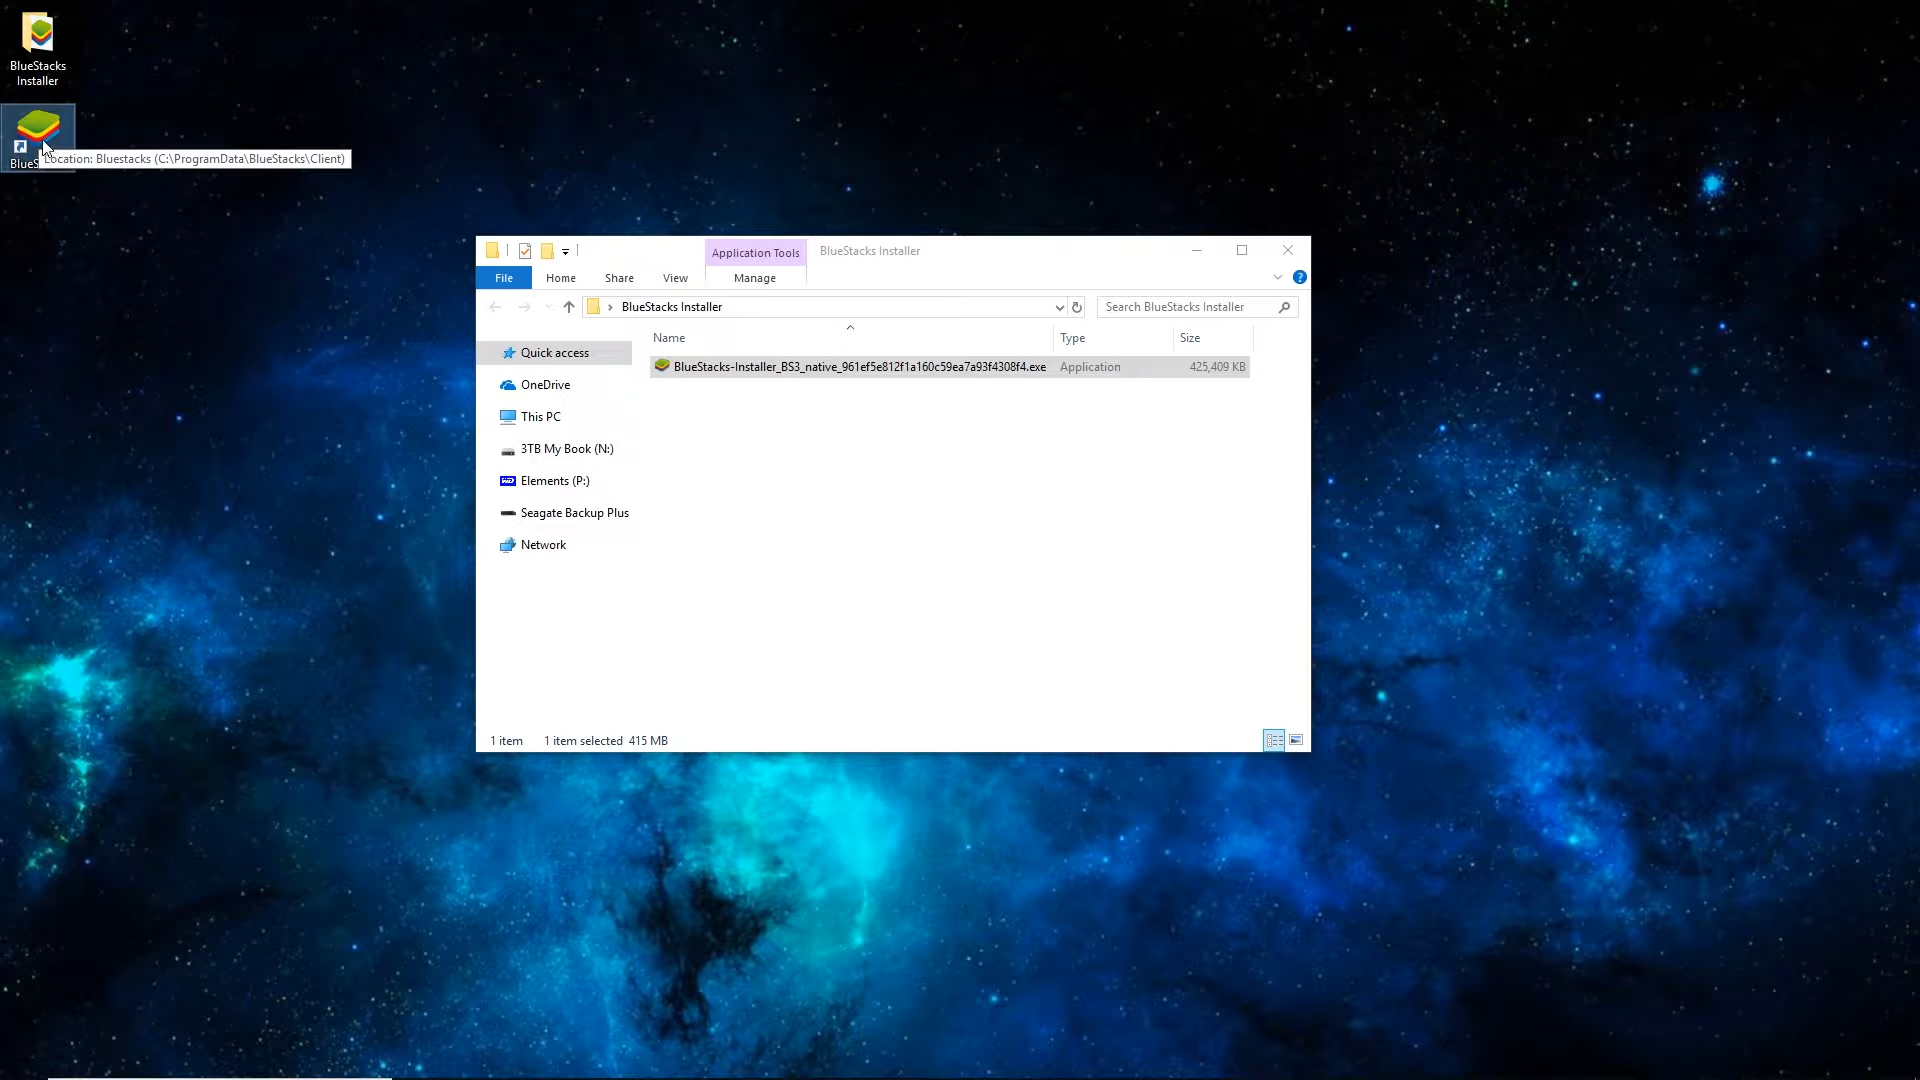 BlueStacks
Installer
Location: Bluestacks (C:\ProgramData\BlueStacks\Client)
Application Tools
BlueStacks Installer
File
Home
Share
View
Manage
BlueStacks Installer
Search BlueStacks Installer
Name
Type
Size
Quick access
BlueStacks-Installer_BS3_native_961ef5e812f1a160c59ea7a93f4308f4.exe
Application
425,409 KB
OneDrive
This PC
3TB My Book (N:)
Elements (P:)
Seagate Backup Plus
Network
1 item
1 item selected 415 MB